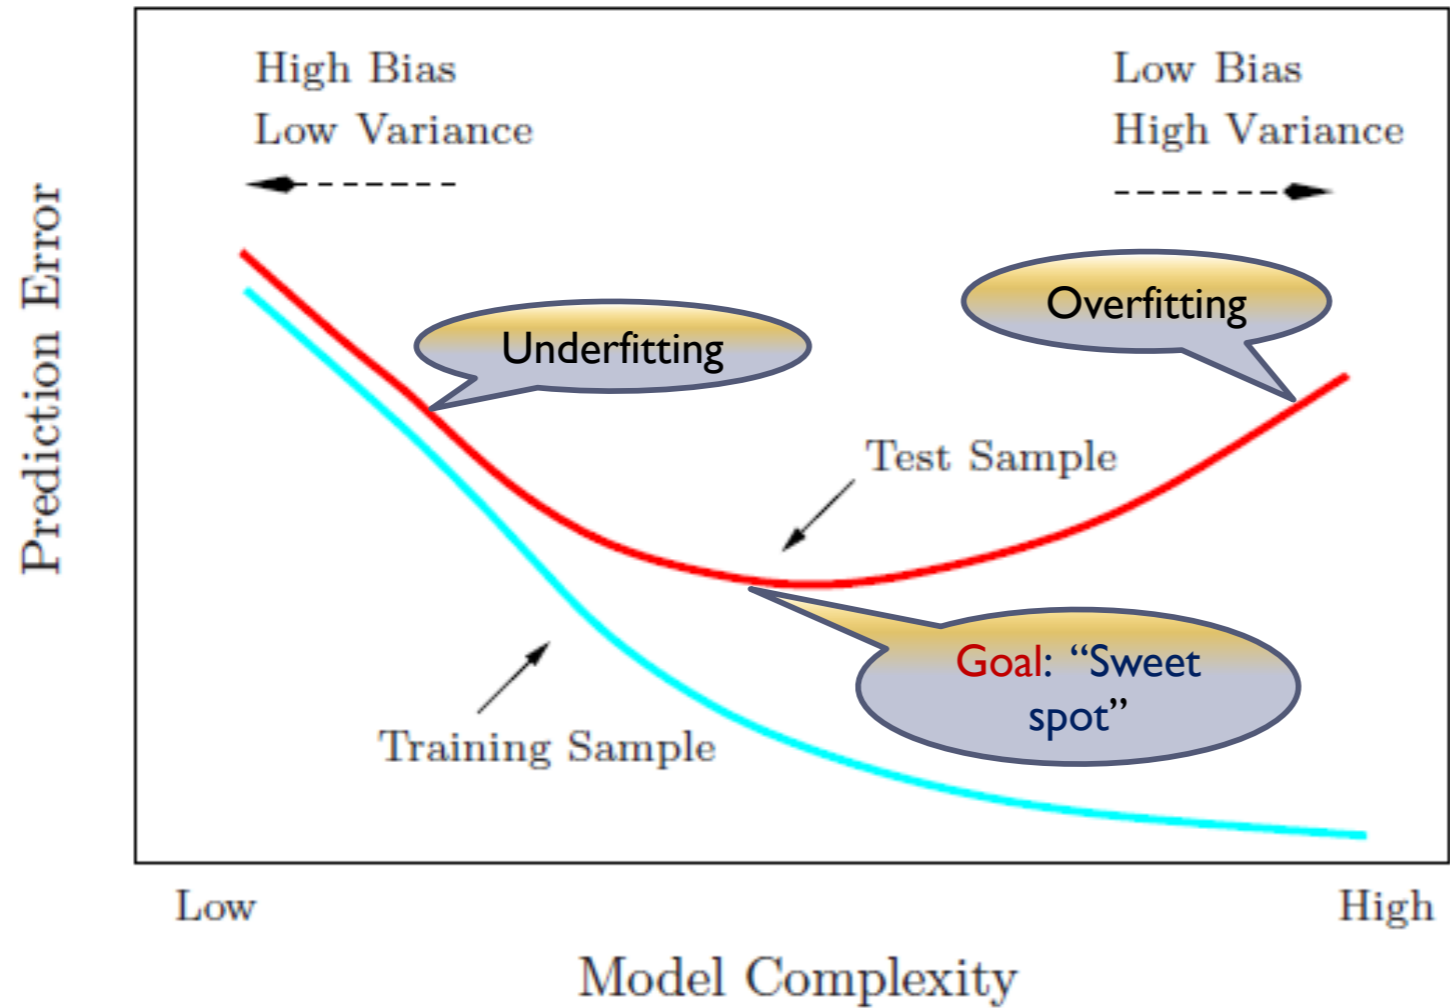 High Bias
Low Variance
Low Bias
High Variance
Prediction Error
Underfitting
Overfitting
Test Sample
Goal: “Sweet
spot”
Training Sample
Low
High
Model Complexity